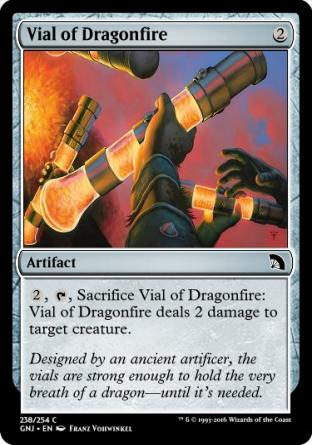 Vial of Dragonfire 2
Artifact
2, T, Sacrifice Vial of Dragonfire:
Vial of Dragonfire deals 2 damage to
target creature.
Designed by an ancient artificer, the
vials are strong enough to hold the very
breath of a dragon—until it's needed.
238/254 C
GNJ • EN Franz Vohwinkel
™ & © 1993-2016 Wizards of the Coast